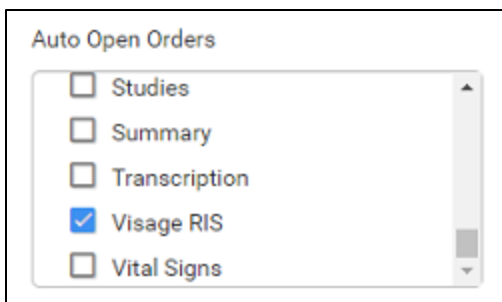 Auto Open Orders
Studies
Summary
Transcription
Visage RIS
Vital Signs